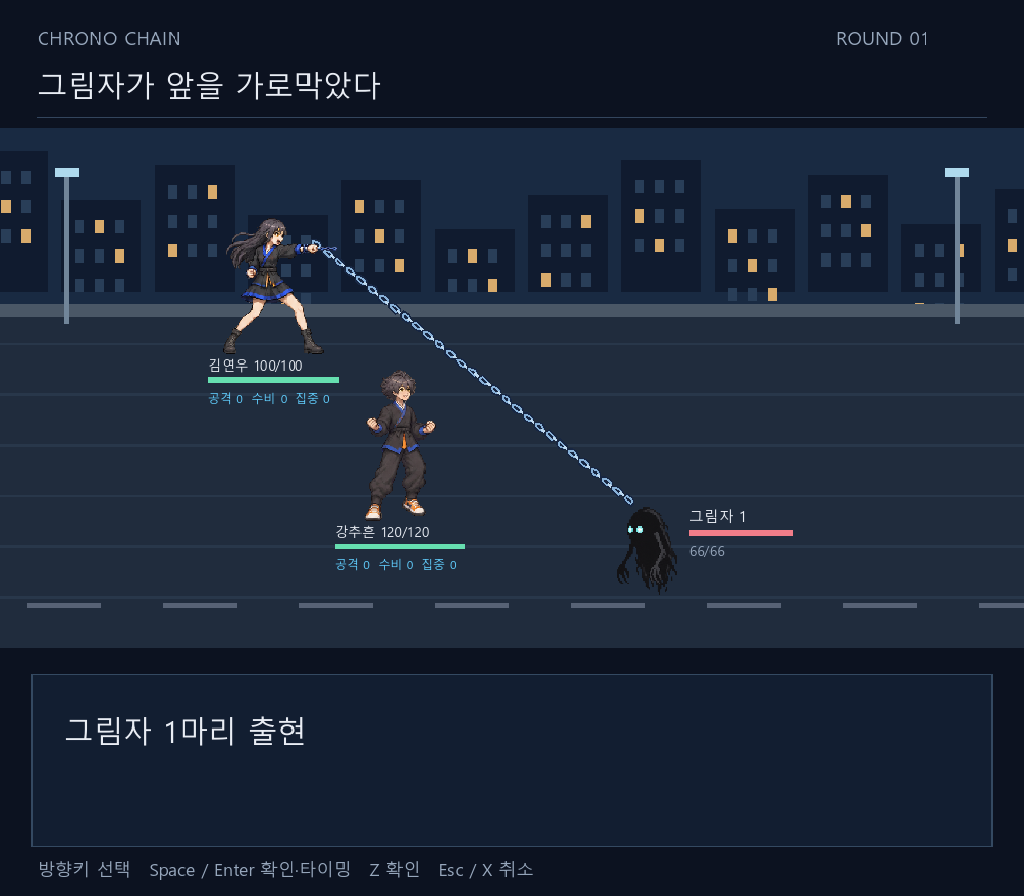 CHRONO CHAIN
ROUND 01
그림자가 앞을 가로막았다
김연우 100/100
공격 0 수비 0 집중 0
강추흔 120/120
공격 0 수비 0 집중 0
그림자 1
66/66
그림자 1마리 출현
방향키 선택 Space / Enter 확인·타이밍 Z 확인 Esc / X 취소